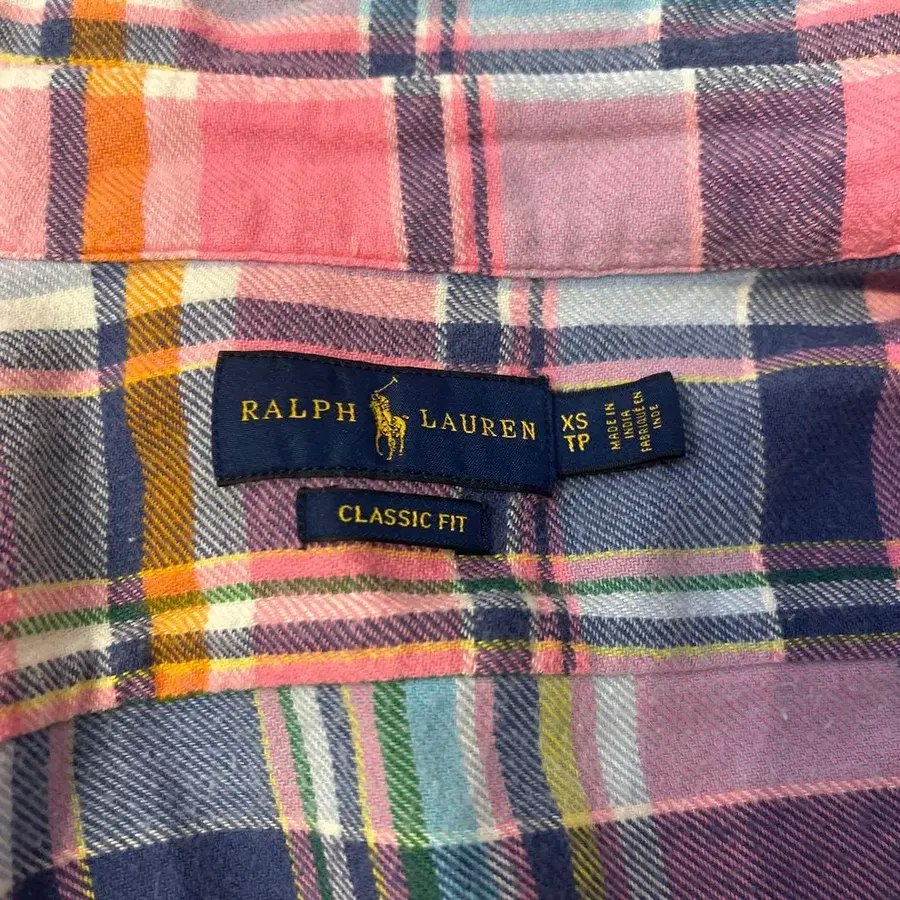 RALPH LAUREN
XS
TP
MADE IN
INDIA
FABRIQUÉ EN
INDE
CLASSIC FIT